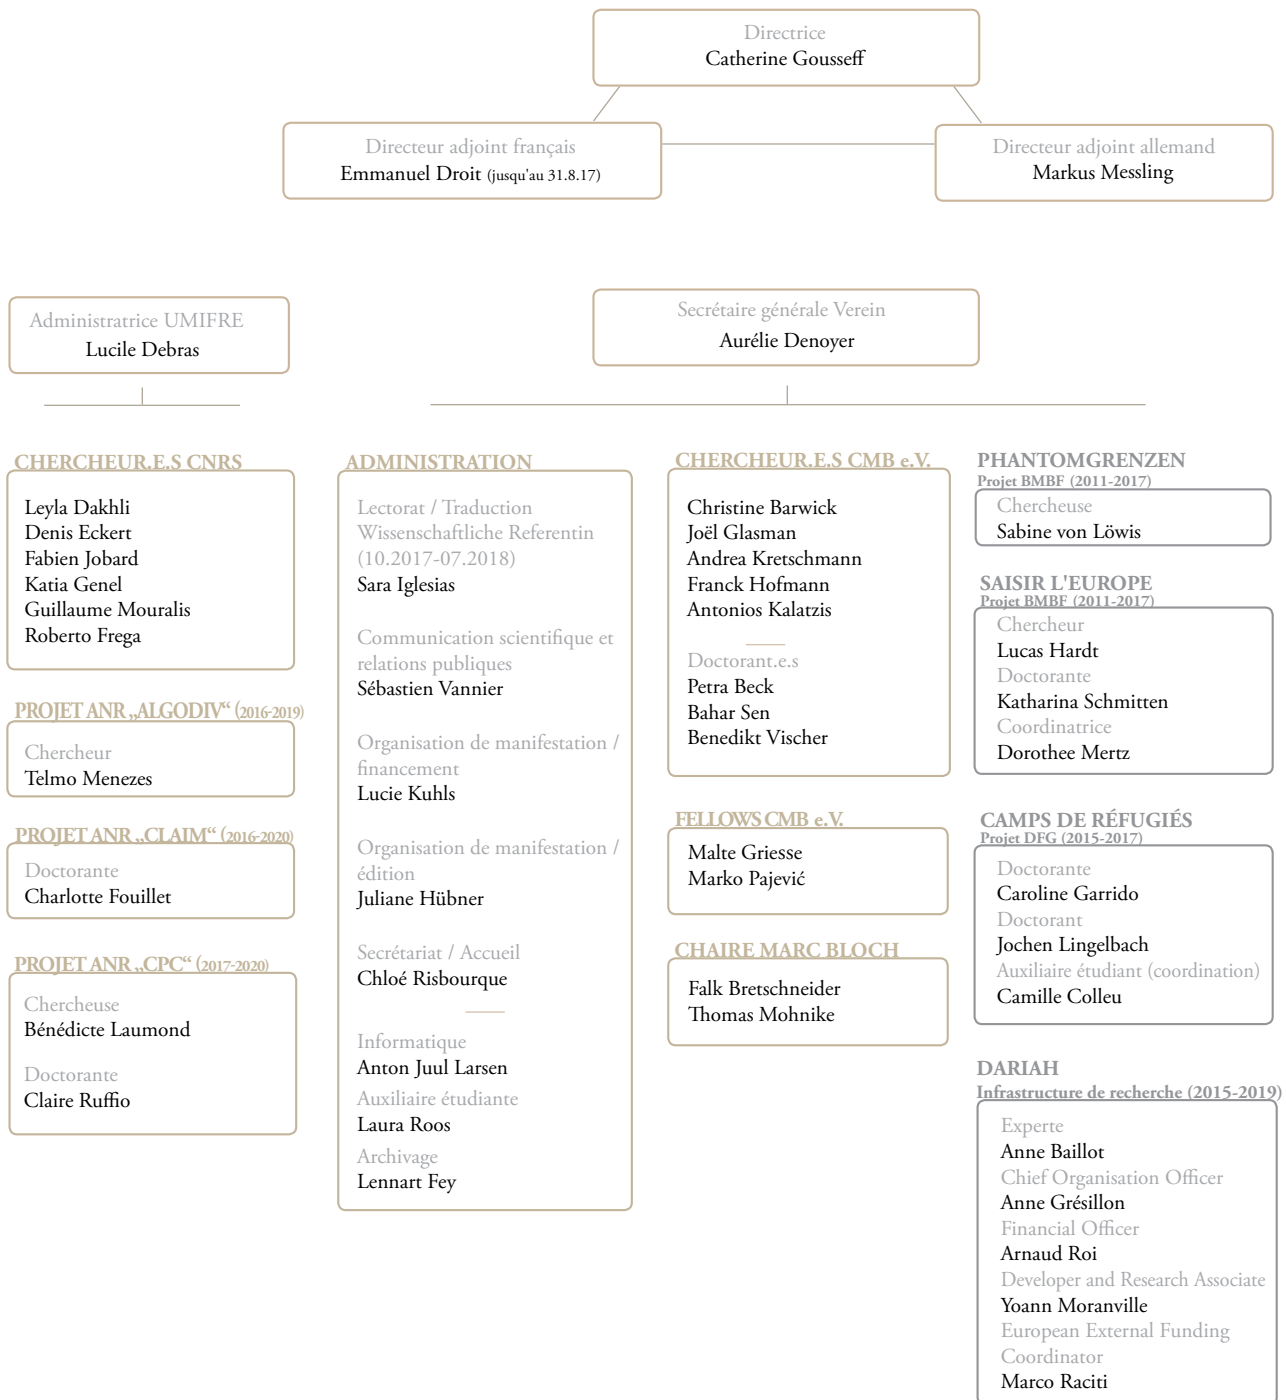 Directrice
Catherine Gousseff
Directeur adjoint français
Emmanuel Droit (jusqu'au 31.8.17)
Directeur adjoint allemand
Markus Messling
Administratrice UMIFRE
Lucile Debras
Secrétaire générale Verein
Aurélie Denoyer
CHERCHEUR.E.S CNRS
Leyla Dakhli
Denis Eckert
Fabien Jobard
Katia Genel
Guillaume Mouralis
Roberto Frega
PROJET ANR „ALGODIV“ (2016-2019)
Chercheur
Telmo Menezes
PROJET ANR „CLAIM“ (2016-2020)
Doctorante
Charlotte Fouillet
PROJET ANR „CPC“ (2017-2020)
Chercheuse
Bénédicte Laumond
Doctorante
Claire Ruffio
ADMINISTRATION
Lectorat / Traduction
Wissenschaftliche Referentin
(10.2017-07.2018)
Sara Iglesias
Communication scientifique et
relations publiques
Sébastien Vannier
Organisation de manifestation /
financement
Lucie Kuhls
Organisation de manifestation /
édition
Juliane Hübner
Secrétariat / Accueil
Chloé Risbourque
Informatique
Anton Juul Larsen
Auxiliaire étudiante
Laura Roos
Archivage
Lennart Fey
CHERCHEUR.E.S CMB e.V.
Christine Barwick
Joël Glasman
Andrea Kretschmann
Franck Hofmann
Antonios Kalatzis
Doctorant.e.s
Petra Beck
Bahar Sen
Benedikt Vischer
FELLOWS CMB e.V.
Malte Griesse
Marko Pajević
CHAIRE MARC BLOCH
Falk Bretschneider
Thomas Mohnike
PHANTOMGRENZEN
Projet BMBF (2011-2017)
Chercheuse
Sabine von Löwis
SAISIR L'EUROPE
Projet BMBF (2011-2017)
Chercheur
Lucas Hardt
Doctorante
Katharina Schmitten
Coordinatrice
Dorothee Mertz
CAMPS DE RÉFUGIÉS
Projet DFG (2015-2017)
Doctorante
Caroline Garrido
Doctorant
Jochen Lingelbach
Auxiliaire étudiant (coordination)
Camille Colleu
DARIAH
Infrastructure de recherche (2015-2019)
Experte
Anne Baillot
Chief Organisation Officer
Anne Grésillon
Financial Officer
Arnaud Roi
Developer and Research Associate
Yoann Moranville
European External Funding
Coordinator
Marco Raciti